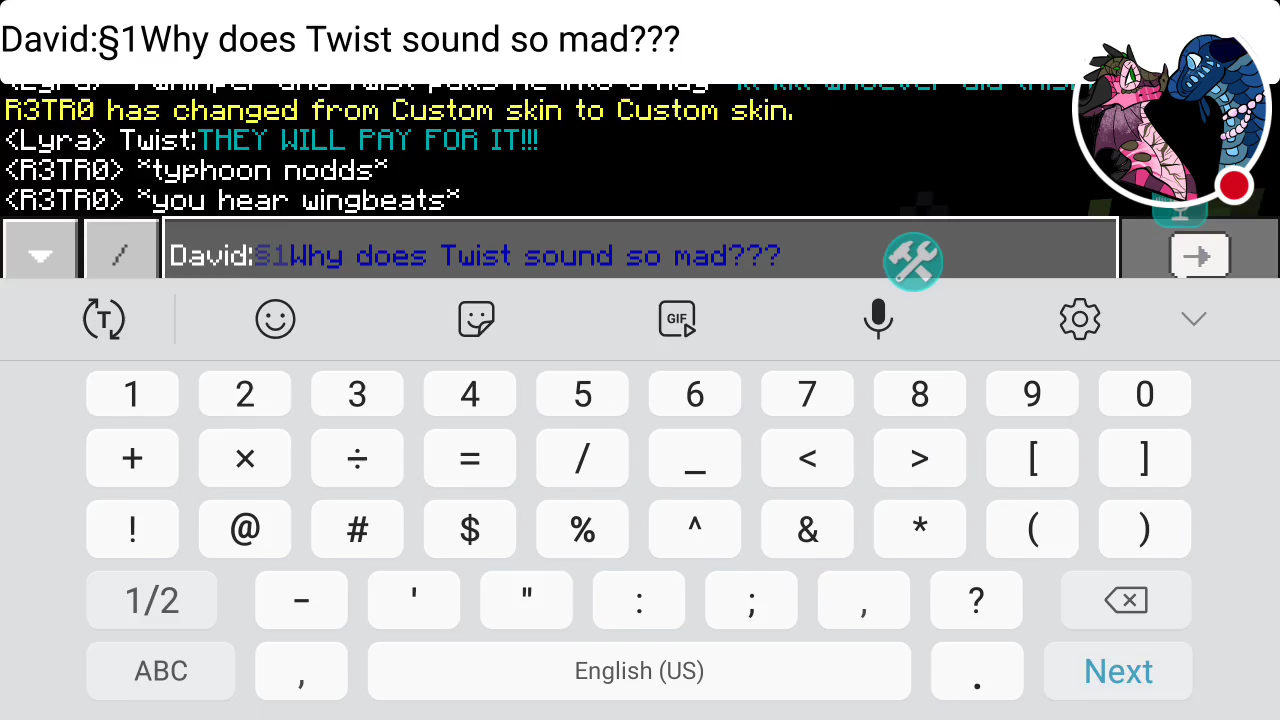 David:§1Why does Twist sound so mad???
R3TR0 has changed from Custom skin to Custom skin.
<Lyra> Twist:THEY WILL PAY FOR IT!!!
<R3TR0> *typhoon nodds*
<R3TR0> *you hear wingbeats*
/ David:§1Why does Twist sound so mad???
T GIF
1 2 3 4 5 6 7 8 9 0
+ × ÷ = / _ < > [ ]
! @ # $ % ^ & * ( )
1/2 - ' " : ; , ?
ABC , English (US) . Next